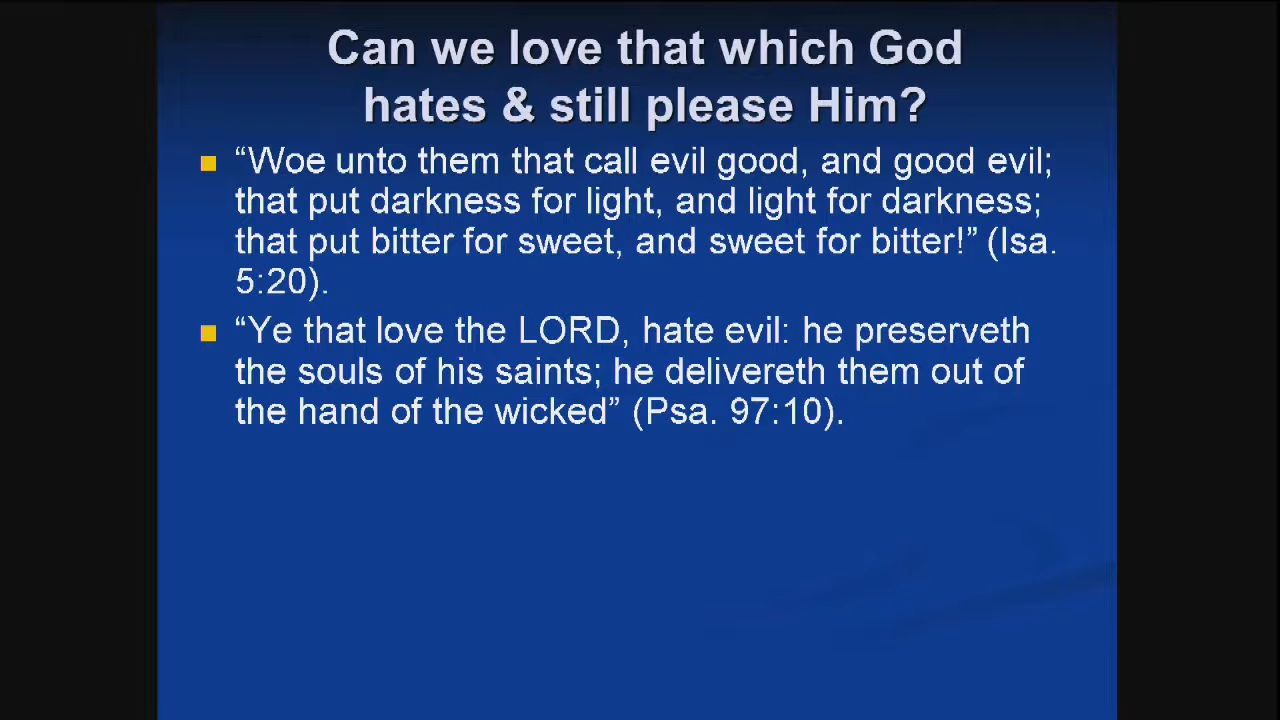 Can we love that which God
hates & still please Him?
“Woe unto them that call evil good, and good evil;
that put darkness for light, and light for darkness;
that put bitter for sweet, and sweet for bitter!” (Isa.
5:20).
“Ye that love the LORD, hate evil: he preserveth
the souls of his saints; he delivereth them out of
the hand of the wicked” (Psa. 97:10).